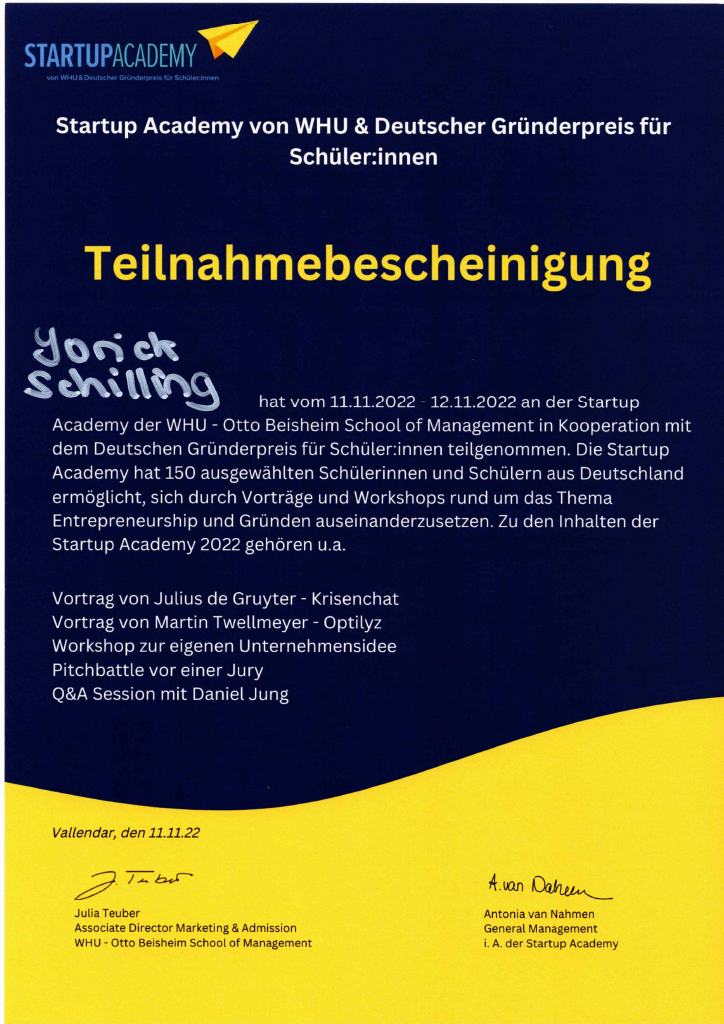 STARTUPACADEMY
von WHU & Deutscher Gründerpreis für Schüler:innen
Startup Academy von WHU & Deutscher Gründerpreis für
Schüler:innen
Teilnahmebescheinigung
Yorick
Schilling
hat vom 11.11.2022 - 12.11.2022 an der Startup
Academy der WHU - Otto Beisheim School of Management in Kooperation mit
dem Deutschen Gründerpreis für Schüler:innen teilgenommen. Die Startup
Academy hat 150 ausgewählten Schülerinnen und Schülern aus Deutschland
ermöglicht, sich durch Vorträge und Workshops rund um das Thema
Entrepreneurship und Gründen auseinanderzusetzen. Zu den Inhalten der
Startup Academy 2022 gehören u.a.
Vortrag von Julius de Gruyter - Krisenchat
Vortrag von Martin Twellmeyer - Optilyz
Workshop zur eigenen Unternehmensidee
Pitchbattle vor einer Jury
Q&A Session mit Daniel Jung
Vallendar, den 11.11.22
J. Teuber
Julia Teuber
Associate Director Marketing & Admission
WHU - Otto Beisheim School of Management
A. van Nahmen
Antonia van Nahmen
General Management
i. A. der Startup Academy